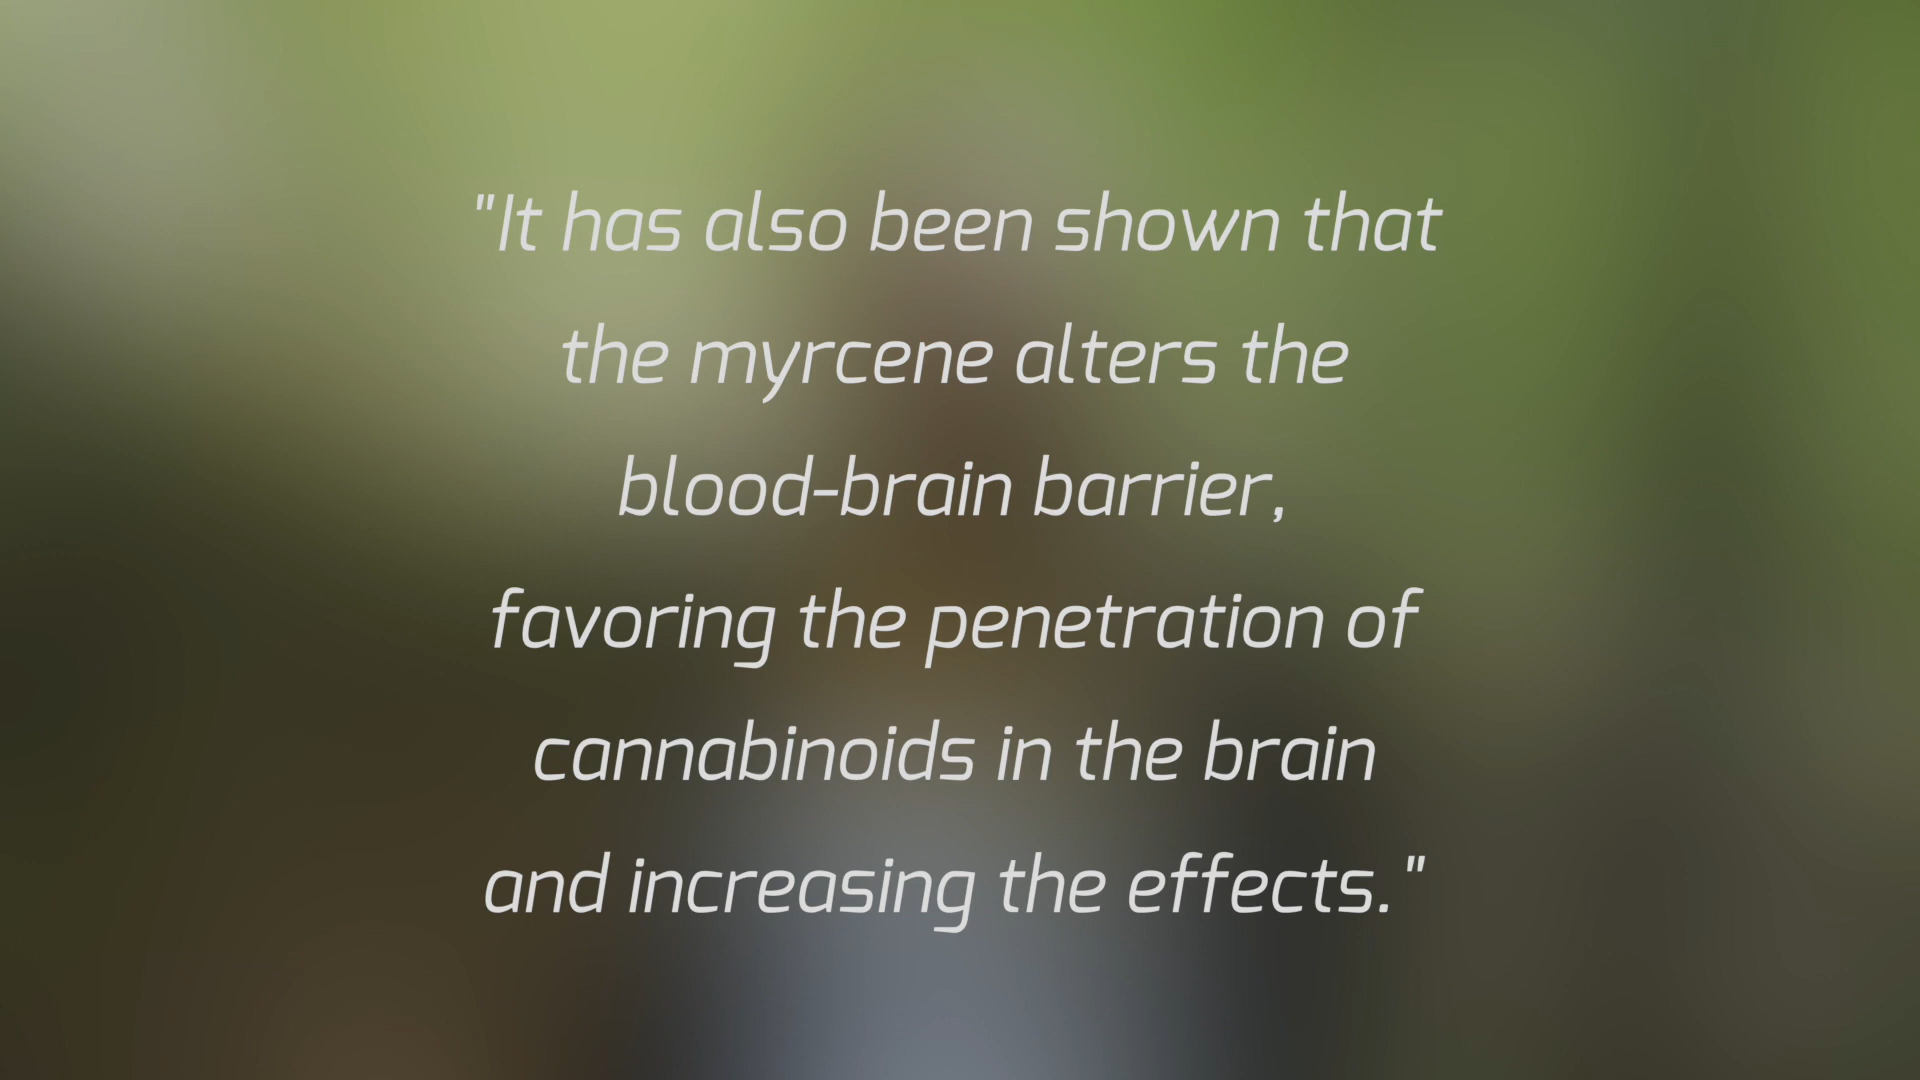 "It has also been shown that
the myrcene alters the
blood-brain barrier,
favoring the penetration of
cannabinoids in the brain
and increasing the effects."